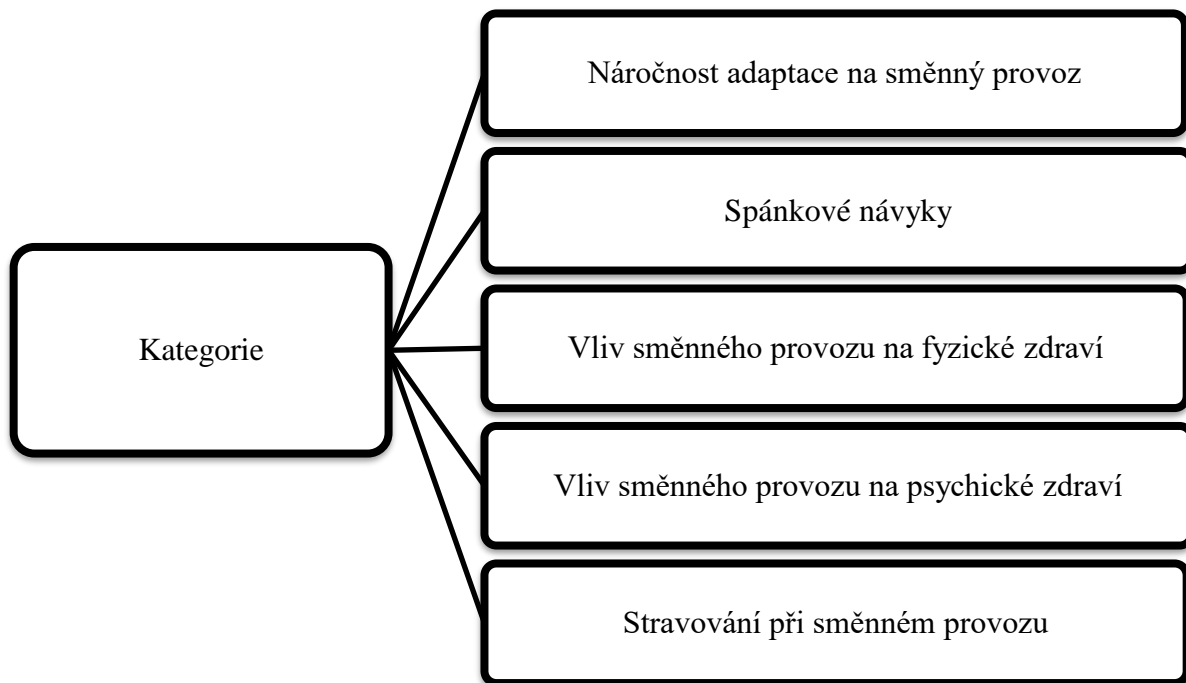 Náročnost adaptace na směnný provoz
Spánkové návyky
Kategorie
Vliv směnného provozu na fyzické zdraví
Vliv směnného provozu na psychické zdraví
Stravování při směnném provozu